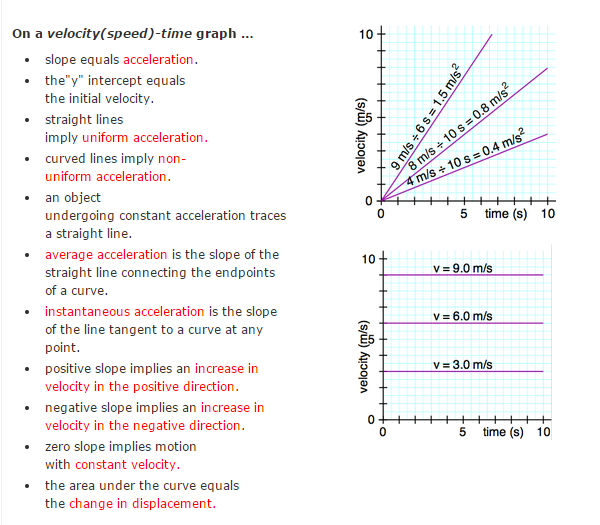 On a velocity(speed)-time graph ...
slope equals acceleration.
the"y" intercept equals
the initial velocity.
straight lines
imply uniform acceleration.
curved lines imply non-
uniform acceleration.
an object
undergoing constant acceleration traces
a straight line.
average acceleration is the slope of the
straight line connecting the endpoints
of a curve.
instantaneous acceleration is the slope
of the line tangent to a curve at any
point.
positive slope implies an increase in
velocity in the positive direction.
negative slope implies an increase in
velocity in the negative direction.
zero slope implies motion
with constant velocity.
the area under the curve equals
the change in displacement.
10
5
0
velocity (m/s)
9 m/s ÷ 6 s = 1.5 m/s²
8 m/s ÷ 10 s = 0.8 m/s²
4 m/s ÷ 10 s = 0.4 m/s²
0 5 time (s) 10
10
5
0
velocity (m/s)
v = 9.0 m/s
v = 6.0 m/s
v = 3.0 m/s
0 5 time (s) 10